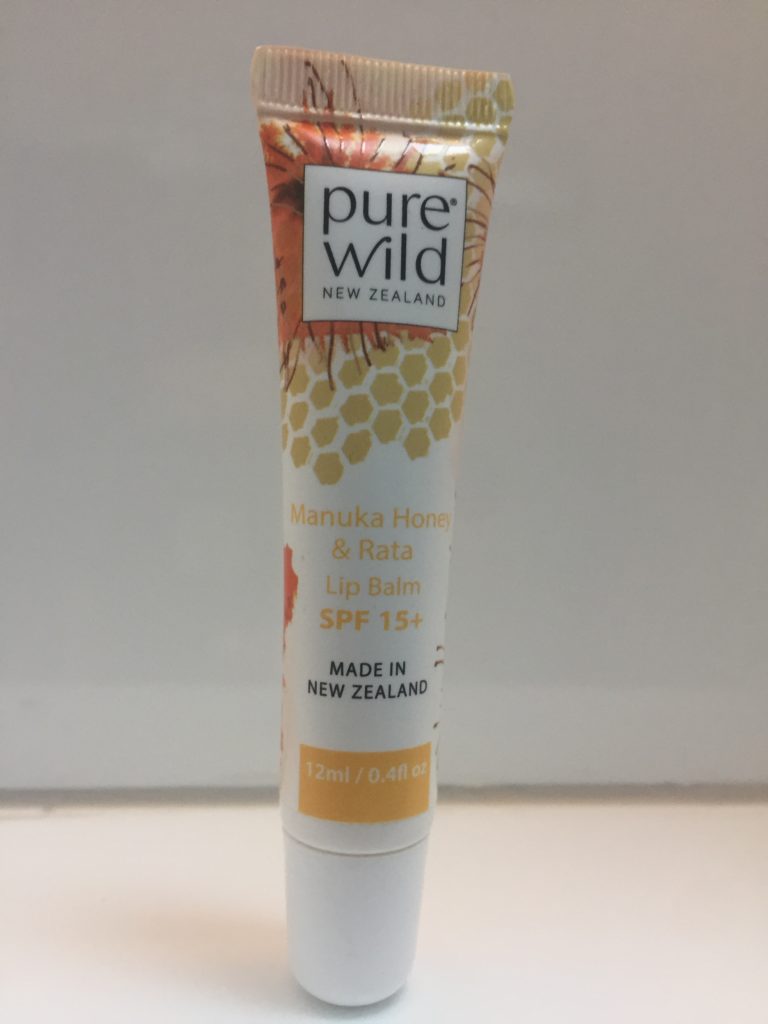 pure®
wild
NEW ZEALAND
Manuka Honey
& Rata
Lip Balm
SPF 15+
MADE IN
NEW ZEALAND
12ml / 0.4fl oz